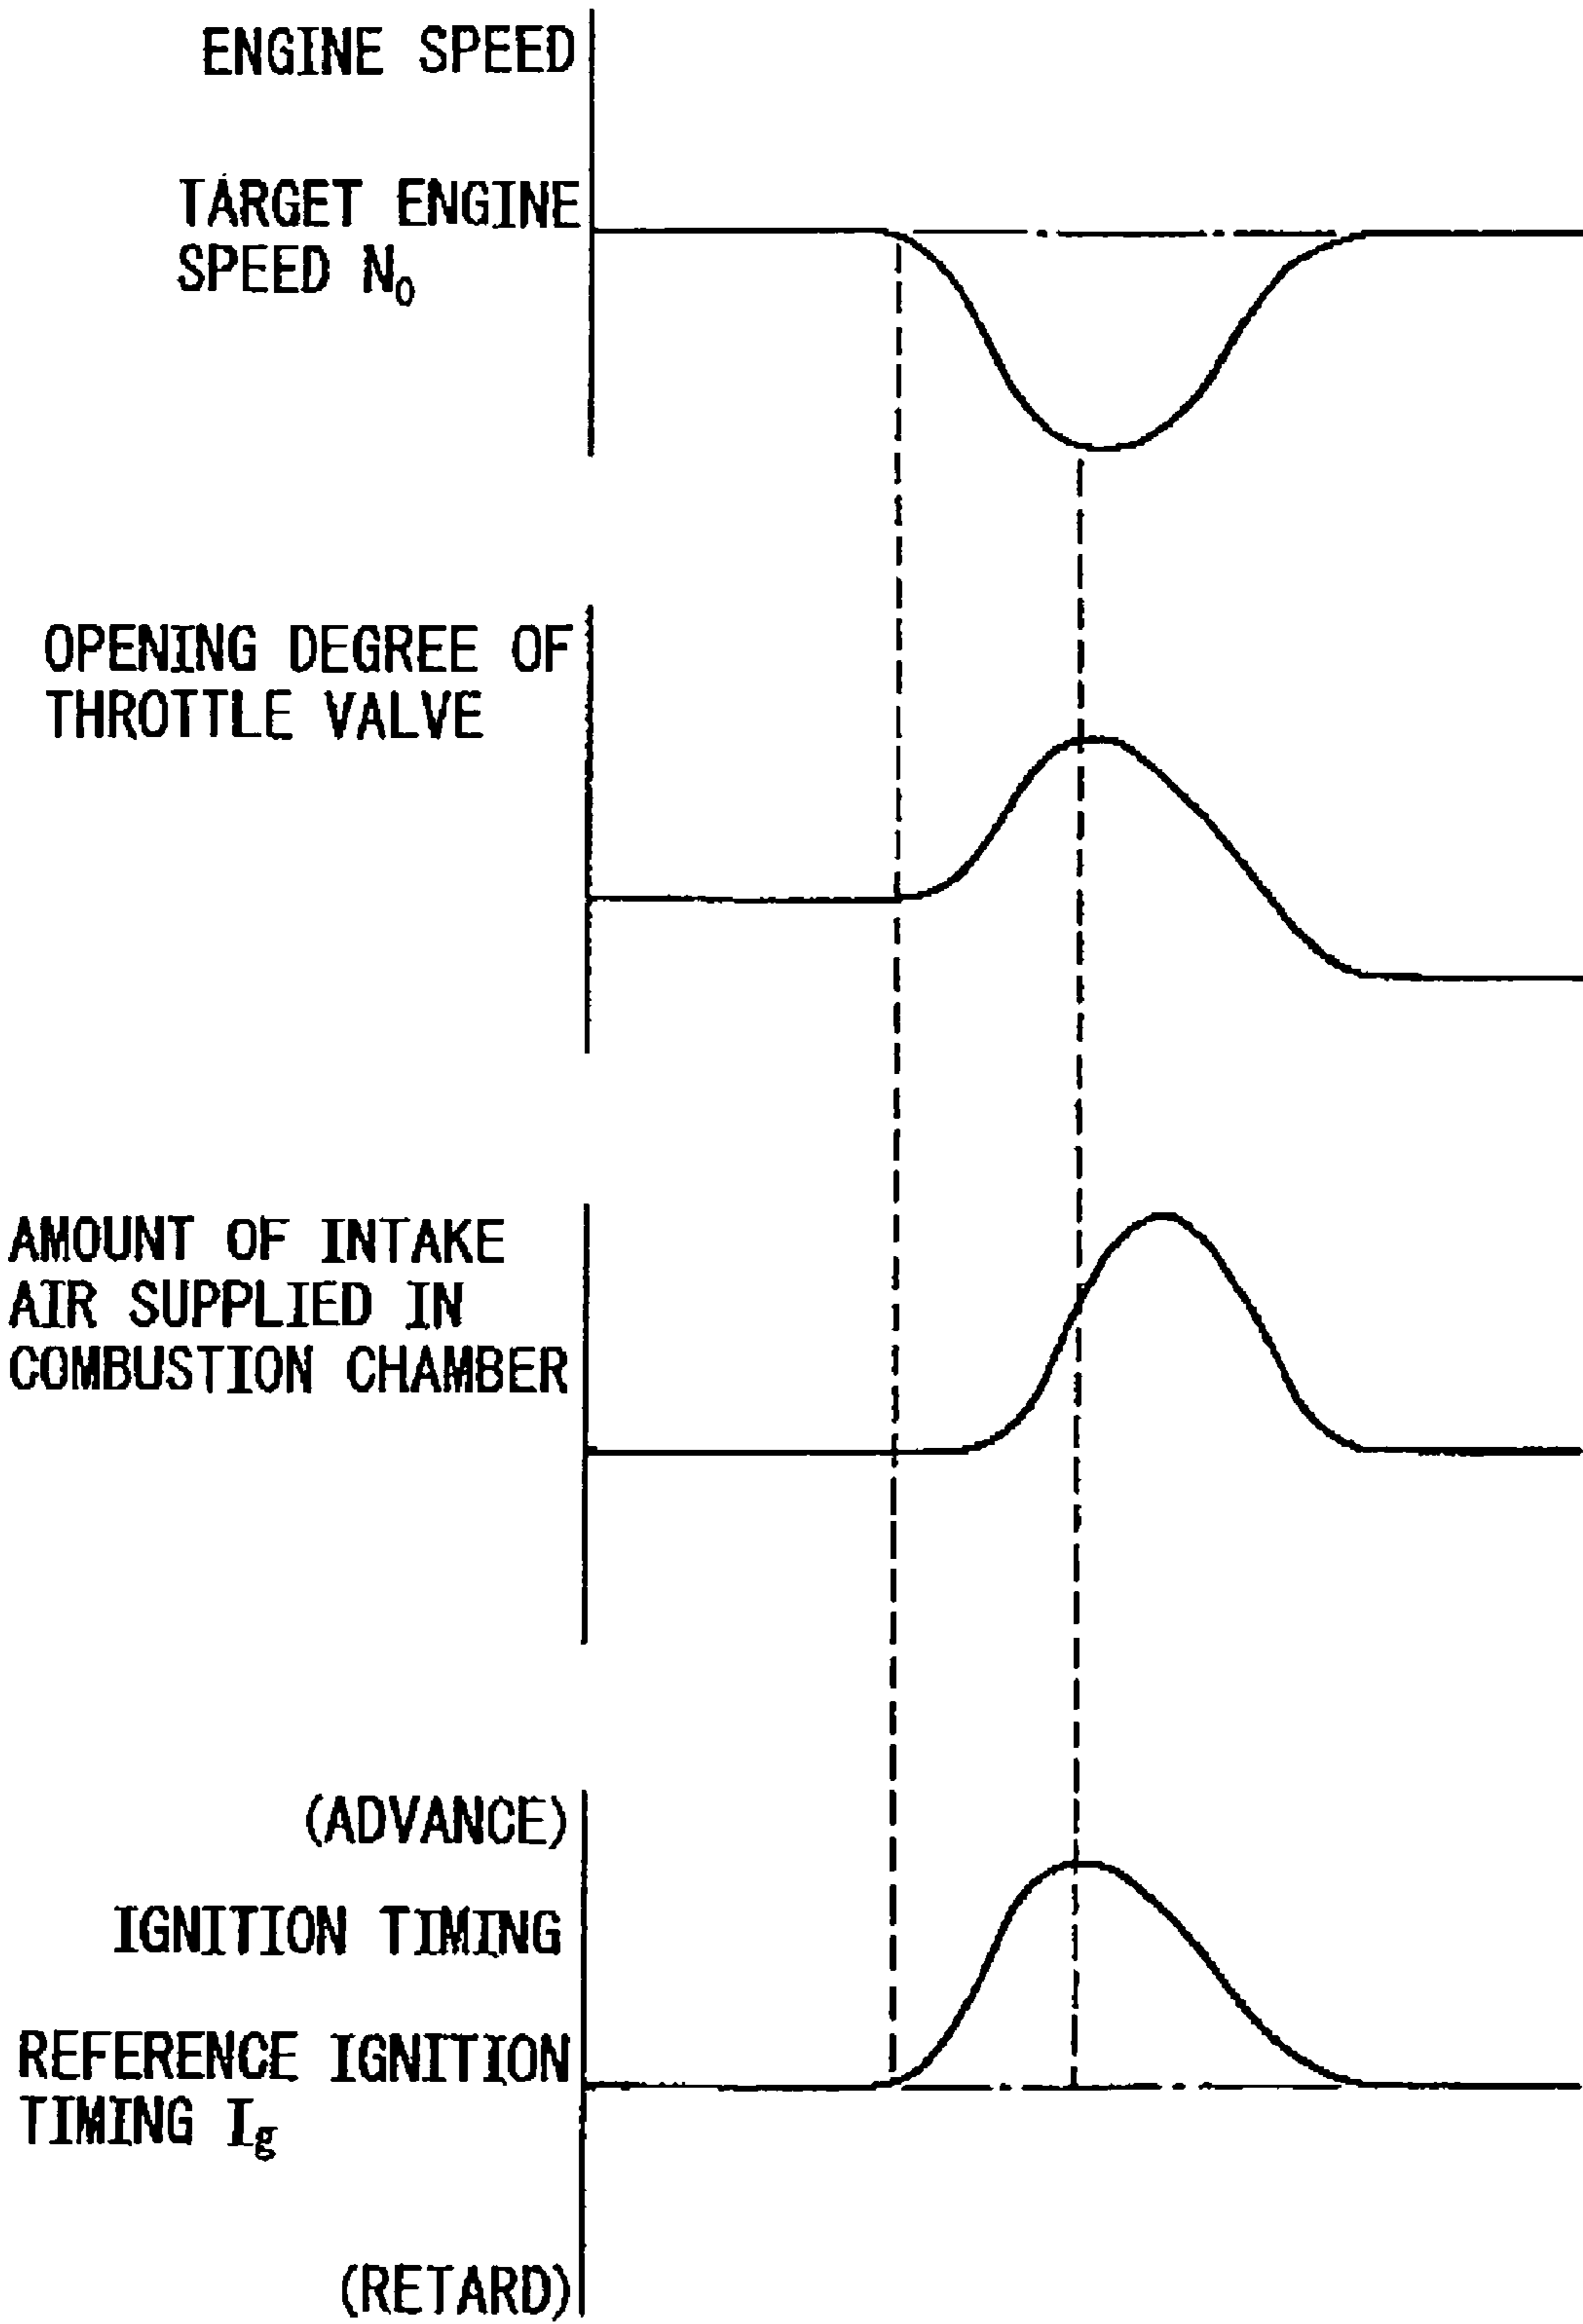 ENGINE SPEED
TARGET ENGINE
SPEED N₀
OPENING DEGREE OF
THROTTLE VALVE
AMOUNT OF INTAKE
AIR SUPPLIED IN
COMBUSTION CHAMBER
(ADVANCE)
IGNITION TIMING
REFERENCE IGNITION
TIMING Ig
(RETARD)